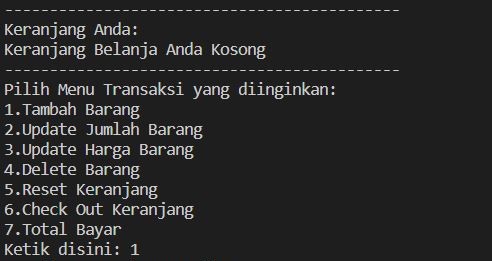 --------------------------------------------
Keranjang Anda:
Keranjang Belanja Anda Kosong
--------------------------------------------
Pilih Menu Transaksi yang diinginkan:
1.Tambah Barang
2.Update Jumlah Barang
3.Update Harga Barang
4.Delete Barang
5.Reset Keranjang
6.Check Out Keranjang
7.Total Bayar
Ketik disini: 1